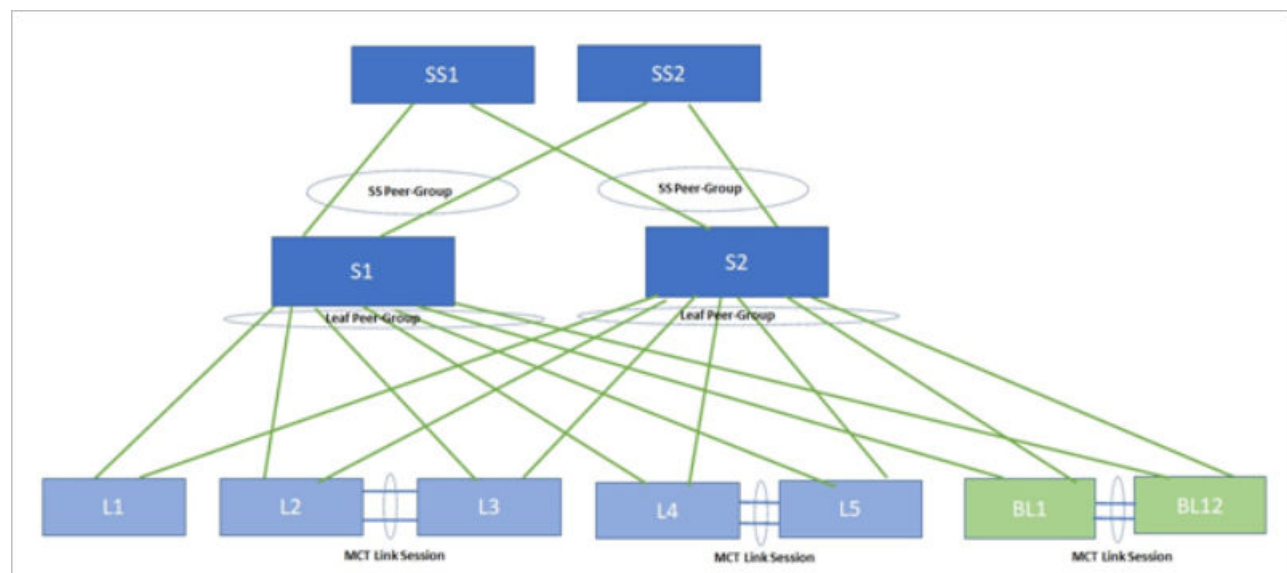 SS1
SS2
SS Peer-Group
SS Peer-Group
S1
S2
Leaf Peer-Group
Leaf Peer-Group
L1
L2
L3
L4
L5
BL1
BL12
MCT Link Session
MCT Link Session
MCT Link Session